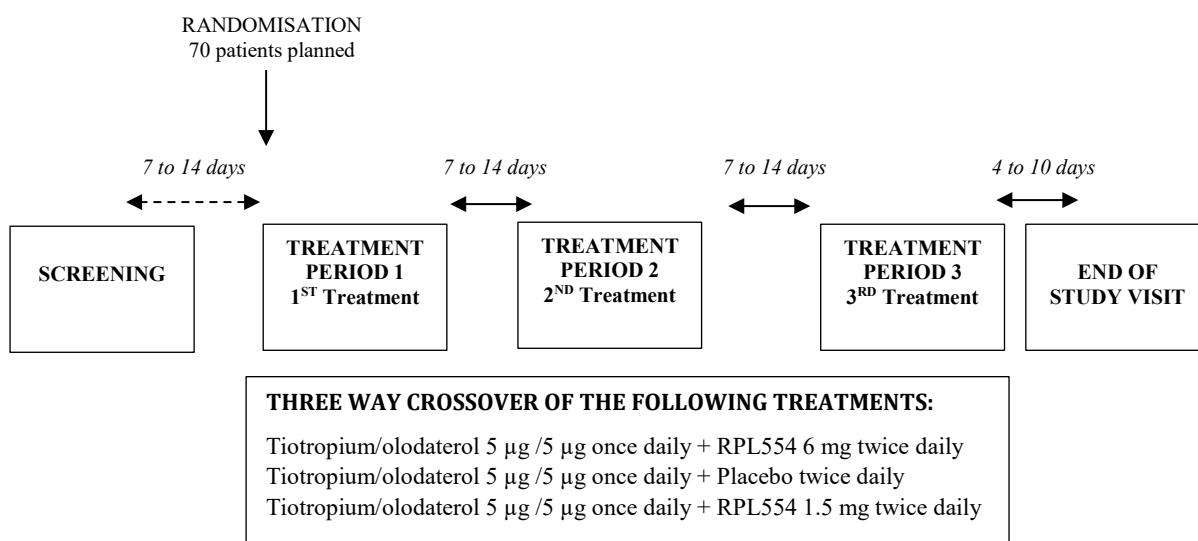 RANDOMISATION
70 patients planned
7 to 14 days
7 to 14 days
7 to 14 days
4 to 10 days
SCREENING
TREATMENT
PERIOD 1
1ST Treatment
TREATMENT
PERIOD 2
2ND Treatment
TREATMENT
PERIOD 3
3RD Treatment
END OF
STUDY VISIT
THREE WAY CROSSOVER OF THE FOLLOWING TREATMENTS:
Tiotropium/olodaterol 5 µg /5 µg once daily + RPL554 6 mg twice daily
Tiotropium/olodaterol 5 µg /5 µg once daily + Placebo twice daily
Tiotropium/olodaterol 5 µg /5 µg once daily + RPL554 1.5 mg twice daily